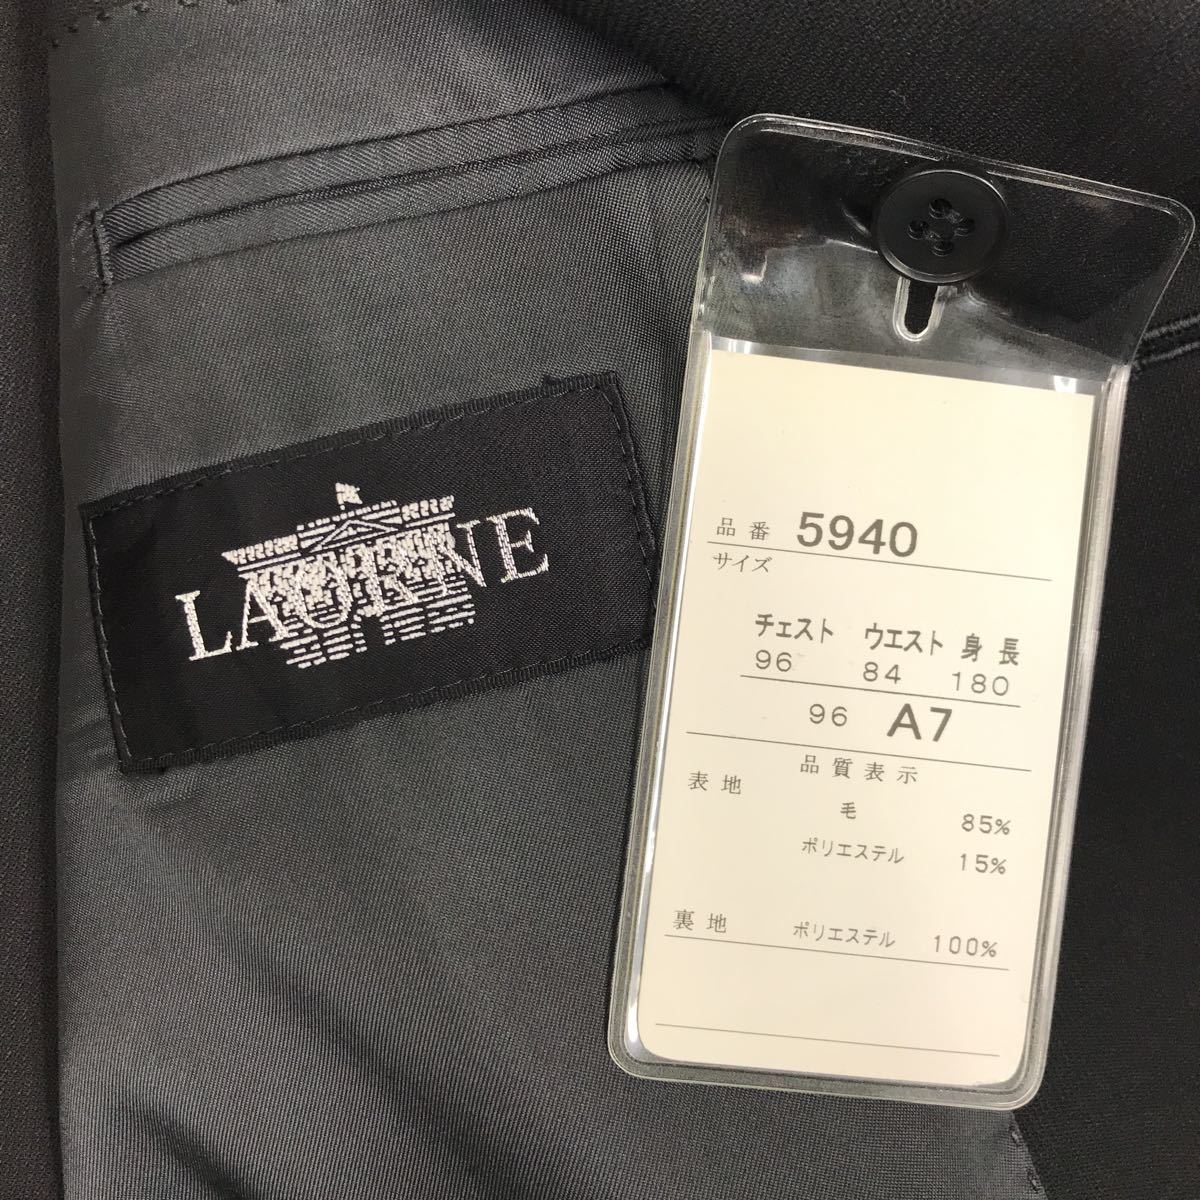 LAORINE
品番 5940
サイズ
チェスト ウエスト 身長
96 84 180
96 A7
品質表示
表地
毛 85%
ポリエステル 15%
裏地 ポリエステル 100%